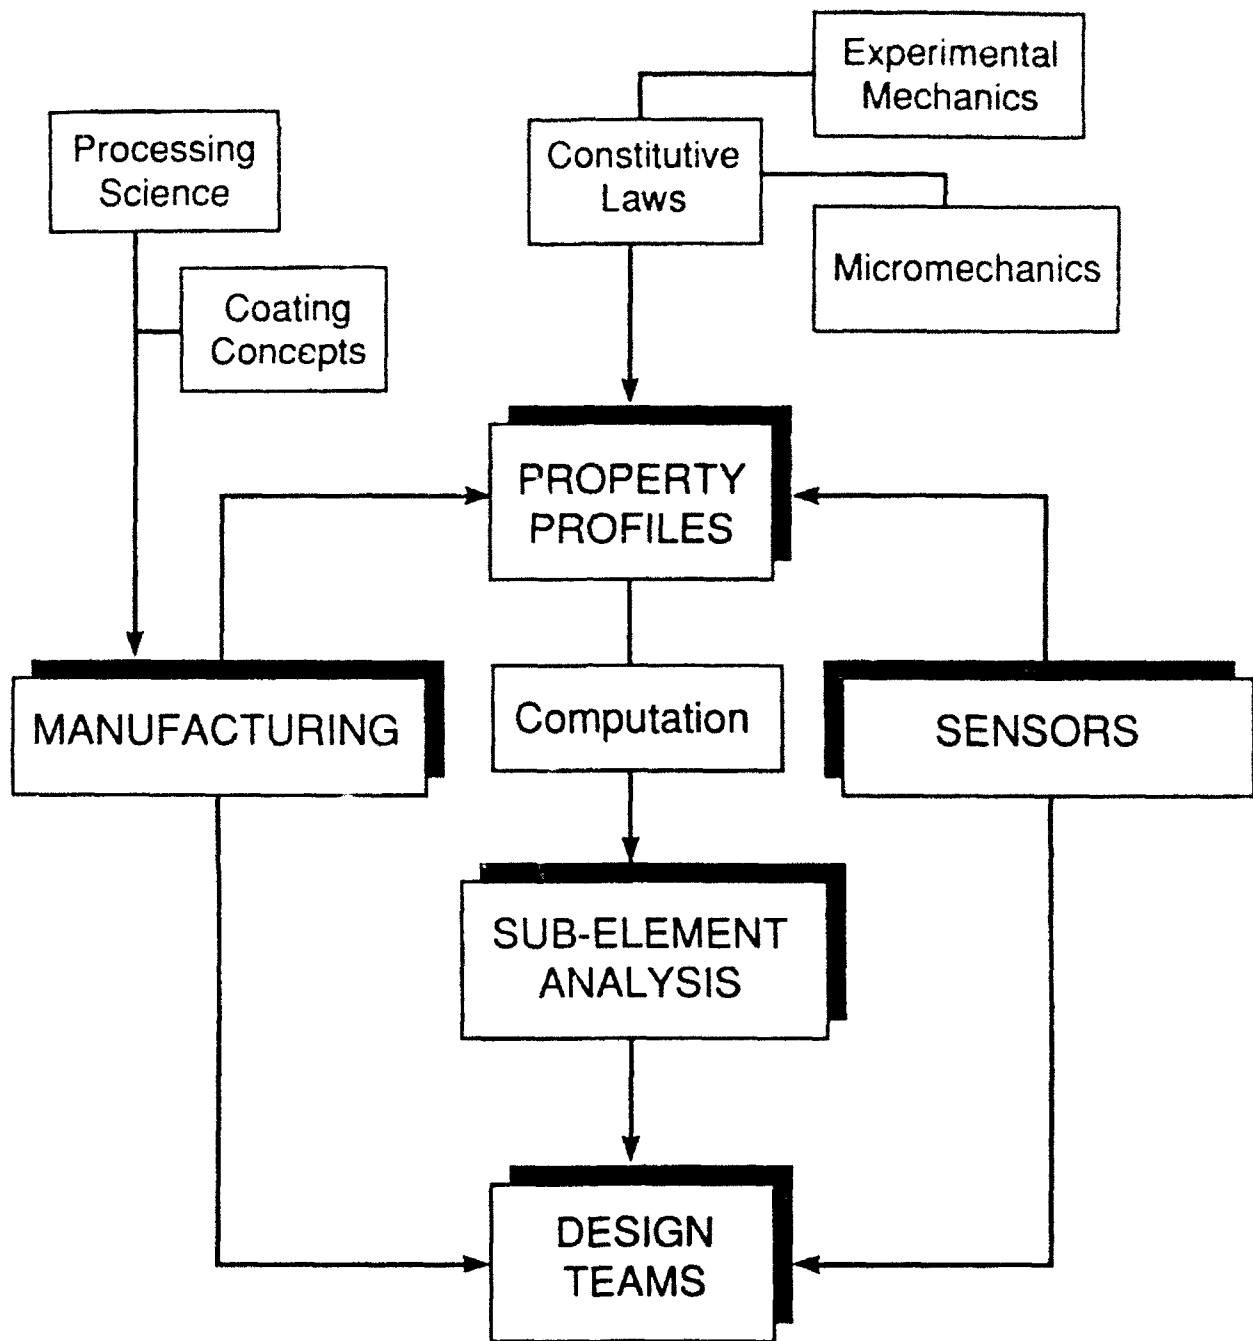 Experimental
Mechanics
Processing
Science
Constitutive
Laws
Micromechanics
Coating
Concepts
PROPERTY
PROFILES
MANUFACTURING
Computation
SENSORS
SUB-ELEMENT
ANALYSIS
DESIGN
TEAMS